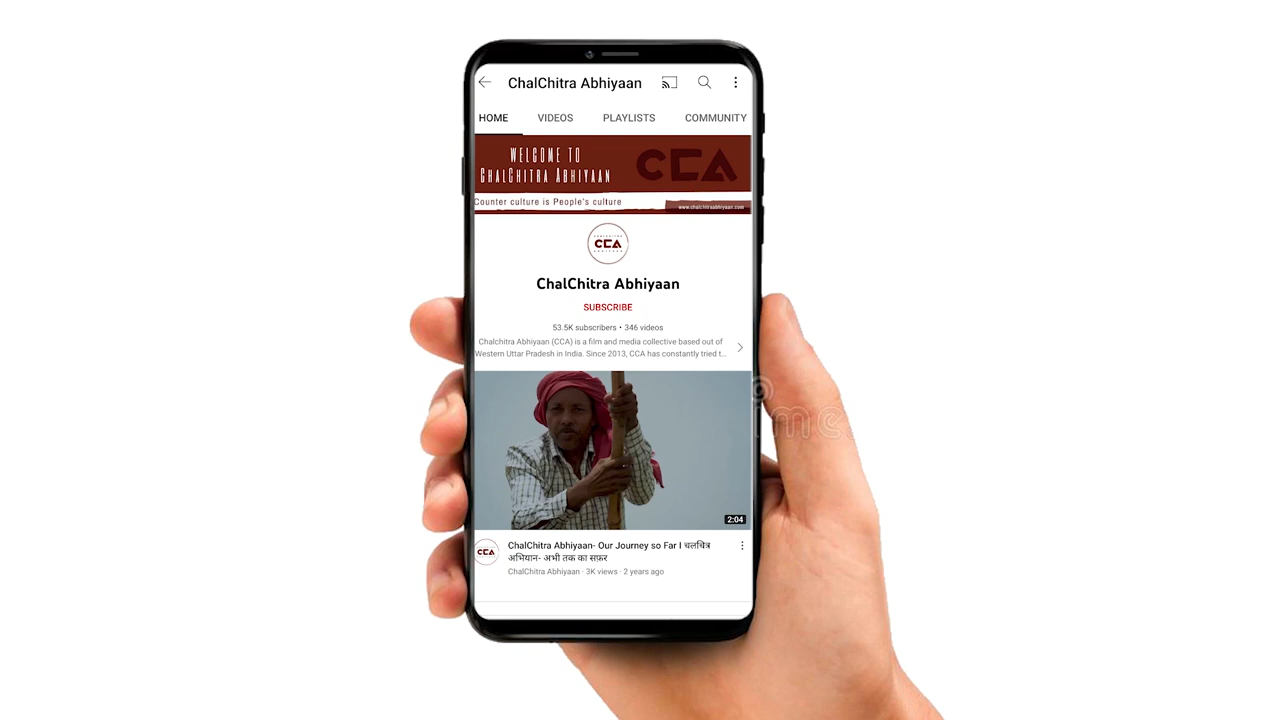 ChalChitra Abhiyaan
HOME VIDEOS PLAYLISTS COMMUNITY
WELCOME TO
CHALCHITRA ABHIYAAN
CCA
Counter culture is People's culture
www.chalchitraabhiyaan.com
CCA
ChalChitra Abhiyaan
SUBSCRIBE
53.5K subscribers • 346 videos
Chalchitra Abhiyaan (CCA) is a film and media collective based out of
Western Uttar Pradesh in India. Since 2013, CCA has constantly tried t...
2:04
CCA
ChalChitra Abhiyaan- Our Journey so Far I चलचित्र
अभियान- अभी तक का सफ़र
ChalChitra Abhiyaan · 3K views · 2 years ago